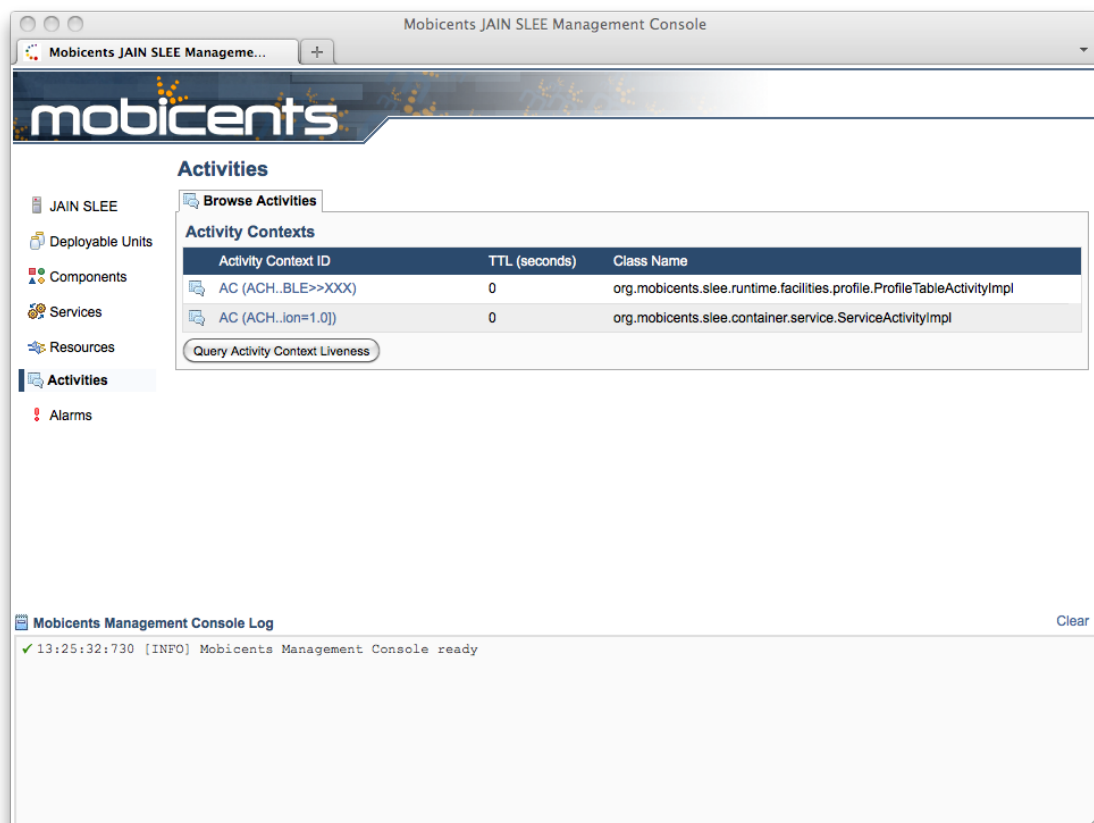 Mobicents JAIN SLEE Management Console
Mobicents JAIN SLEE Manageme...
mobicents
Activities
JAIN SLEE
Deployable Units
Components
Services
Resources
Activities
Alarms
Browse Activities
Activity Contexts
Activity Context ID TTL (seconds) Class Name
AC (ACH..BLE>>XXX) 0 org.mobicents.slee.runtime.facilities.profile.ProfileTableActivityImpl
AC (ACH..ion=1.0]) 0 org.mobicents.slee.container.service.ServiceActivityImpl
Query Activity Context Liveness
Mobicents Management Console Log Clear
13:25:32:730 [INFO] Mobicents Management Console ready